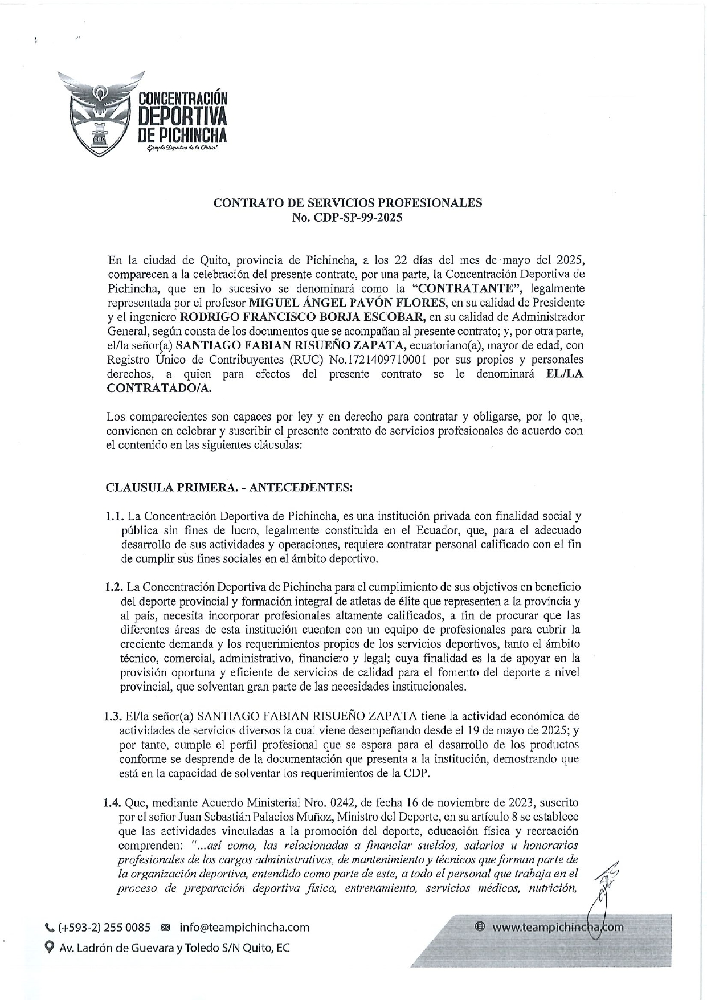 CONCENTRACIÓN
DEPORTIVA
DE PICHINCHA
Ejemplo Deportivo de la Patria!
CONTRATO DE SERVICIOS PROFESIONALES
No. CDP-SP-99-2025
En la ciudad de Quito, provincia de Pichincha, a los 22 días del mes de mayo del 2025,
comparecen a la celebración del presente contrato, por una parte, la Concentración Deportiva de
Pichincha, que en lo sucesivo se denominará como la “CONTRATANTE”, legalmente
representada por el profesor MIGUEL ÁNGEL PAVÓN FLORES, en su calidad de Presidente
y el ingeniero RODRIGO FRANCISCO BORJA ESCOBAR, en su calidad de Administrador
General, según consta de los documentos que se acompañan al presente contrato; y, por otra parte,
el/la señor(a) SANTIAGO FABIAN RISUEÑO ZAPATA, ecuatoriano(a), mayor de edad, con
Registro Único de Contribuyentes (RUC) No.1721409710001 por sus propios y personales
derechos, a quien para efectos del presente contrato se le denominará EL/LA
CONTRATADO/A.
Los comparecientes son capaces por ley y en derecho para contratar y obligarse, por lo que,
convienen en celebrar y suscribir el presente contrato de servicios profesionales de acuerdo con
el contenido en las siguientes cláusulas:
CLAUSULA PRIMERA. - ANTECEDENTES:
1.1. La Concentración Deportiva de Pichincha, es una institución privada con finalidad social y
pública sin fines de lucro, legalmente constituida en el Ecuador, que, para el adecuado
desarrollo de sus actividades y operaciones, requiere contratar personal calificado con el fin
de cumplir sus fines sociales en el ámbito deportivo.
1.2. La Concentración Deportiva de Pichincha para el cumplimiento de sus objetivos en beneficio
del deporte provincial y formación integral de atletas de élite que representen a la provincia y
al país, necesita incorporar profesionales altamente calificados, a fin de procurar que las
diferentes áreas de esta institución cuenten con un equipo de profesionales para cubrir la
creciente demanda y los requerimientos propios de los servicios deportivos, tanto el ámbito
técnico, comercial, administrativo, financiero y legal; cuya finalidad es la de apoyar en la
provisión oportuna y eficiente de servicios de calidad para el fomento del deporte a nivel
provincial, que solventan gran parte de las necesidades institucionales.
1.3. El/la señor(a) SANTIAGO FABIAN RISUEÑO ZAPATA tiene la actividad económica de
actividades de servicios diversos la cual viene desempeñando desde el 19 de mayo de 2025; y
por tanto, cumple el perfil profesional que se espera para el desarrollo de los productos
conforme se desprende de la documentación que presenta a la institución, demostrando que
está en la capacidad de solventar los requerimientos de la CDP.
1.4. Que, mediante Acuerdo Ministerial Nro. 0242, de fecha 16 de noviembre de 2023, suscrito
por el señor Juan Sebastián Palacios Muñoz, Ministro del Deporte, en su artículo 8 se establece
que las actividades vinculadas a la promoción del deporte, educación física y recreación
comprenden: “...así como, las relacionadas a financiar sueldos, salarios u honorarios
profesionales de los cargos administrativos, de mantenimiento y técnicos que forman parte de
la organización deportiva, entendido como parte de este, a todo el personal que trabaja en el
proceso de preparación deportiva física, entrenamiento, servicios médicos, nutrición,
(+593-2) 255 0085 info@teampichincha.com
www.teampichincha.com
Av. Ladrón de Guevara y Toledo S/N Quito, EC